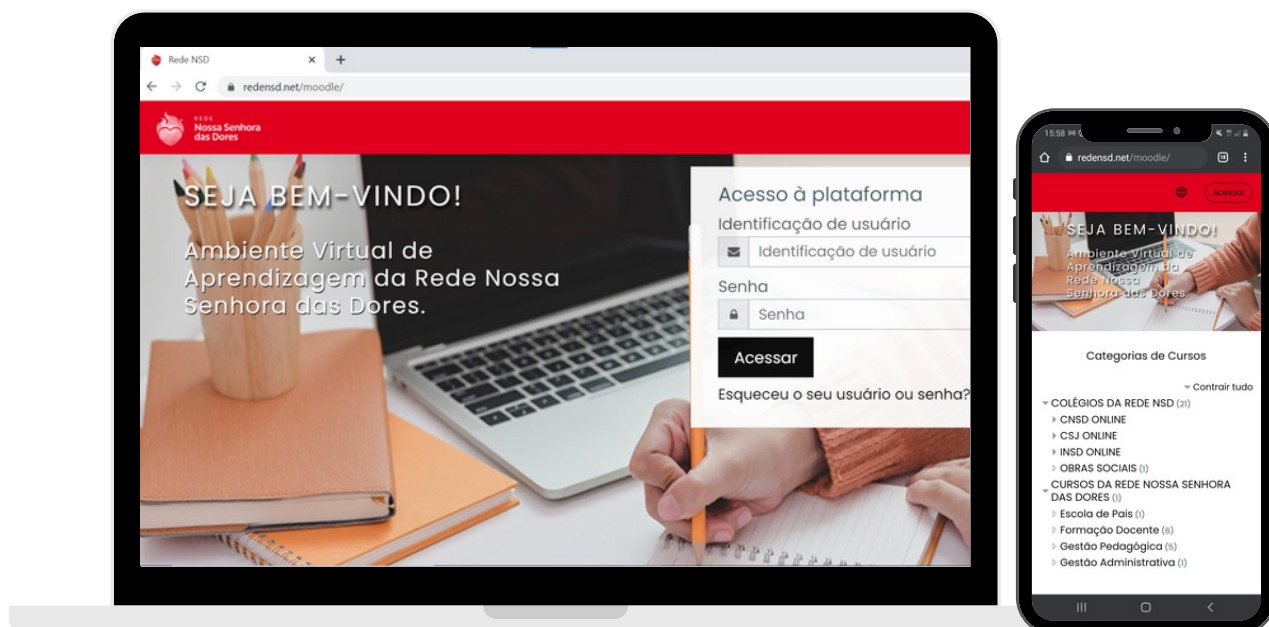 Rede NSD
redensd.net/moodle/
REDE
Nossa Senhora
das Dores
SEJA BEM-VINDO!
Ambiente Virtual de
Aprendizagem da Rede Nossa
Senhora das Dores.
Acesso à plataforma
Identificação de usuário
Identificação de usuário
Senha
Senha
Acessar
Esqueceu o seu usuário ou senha?
15:58
redensd.net/moodle/
Acessar
SEJA BEM-VINDO!
Ambiente Virtual de
Aprendizagem da
Rede Nossa
Senhora das Dores.
Categorias de Cursos
Contrair tudo
COLÉGIOS DA REDE NSD (21)
CNSD ONLINE
CSJ ONLINE
INSD ONLINE
OBRAS SOCIAIS (1)
CURSOS DA REDE NOSSA SENHORA
DAS DORES (1)
Escola de Pais (1)
Formação Docente (6)
Gestão Pedagógica (5)
Gestão Administrativa (1)